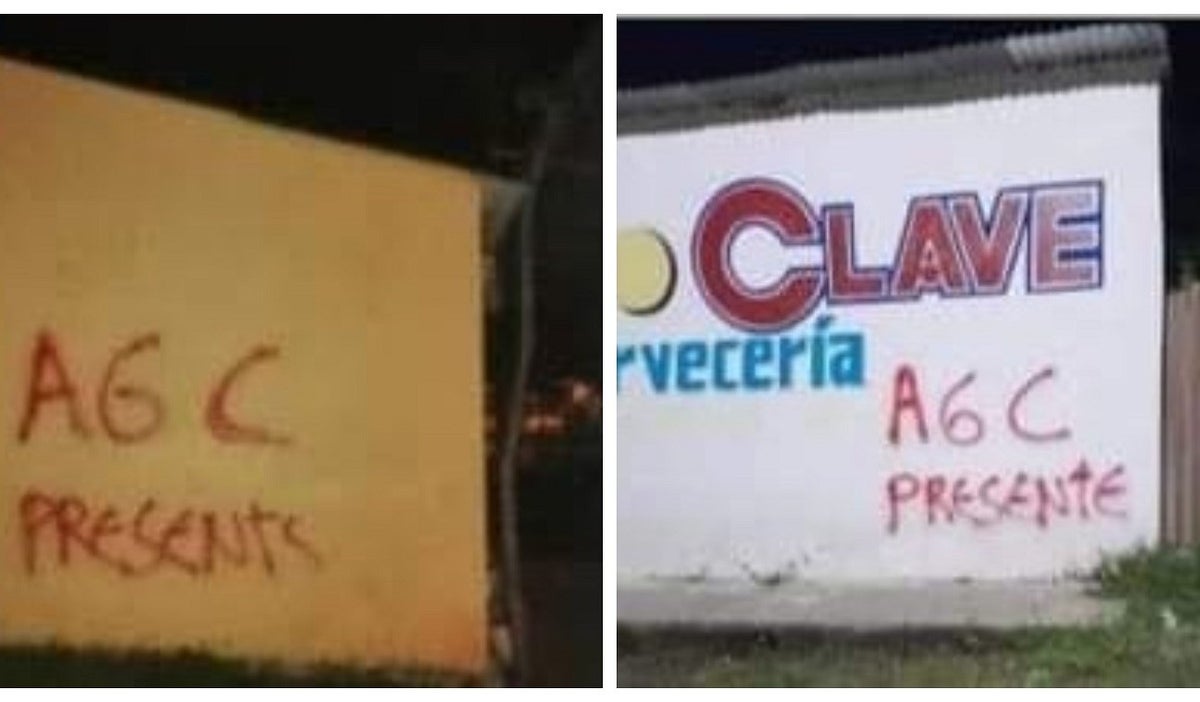 AGC
PRESENTE
CLAVE
rvecería
AGC
PRESENTE